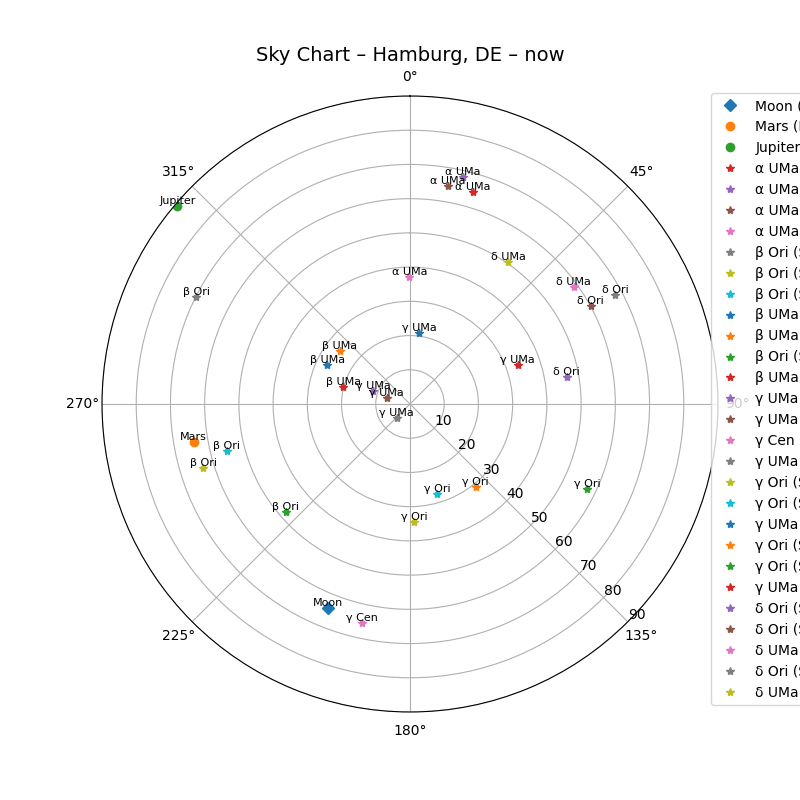 Sky Chart – Hamburg, DE – now
0°
45°
90°
135°
180°
225°
270°
315°
10
20
30
40
50
60
70
80
90
α UMa
α UMa
α UMa
Jupiter
δ UMa
α UMa
δ UMa
δ Ori
β Ori
δ Ori
γ UMa
β UMa
β UMa
γ UMa
δ Ori
β UMa
γ UMa
γ UMa
γ UMa
Mars
β Ori
β Ori
γ Ori
γ Ori
γ Ori
β Ori
γ Ori
Moon
γ Cen
Moon (
Mars (
Jupiter
α UMa
α UMa
α UMa
α UMa
β Ori (S
β Ori (S
β Ori (S
β UMa
β UMa
β Ori (S
β UMa
γ UMa
γ UMa
γ Cen
γ UMa
γ Ori (S
γ Ori (S
γ UMa
γ Ori (S
γ Ori (S
γ UMa
δ Ori (S
δ Ori (S
δ UMa
δ Ori (S
δ UMa